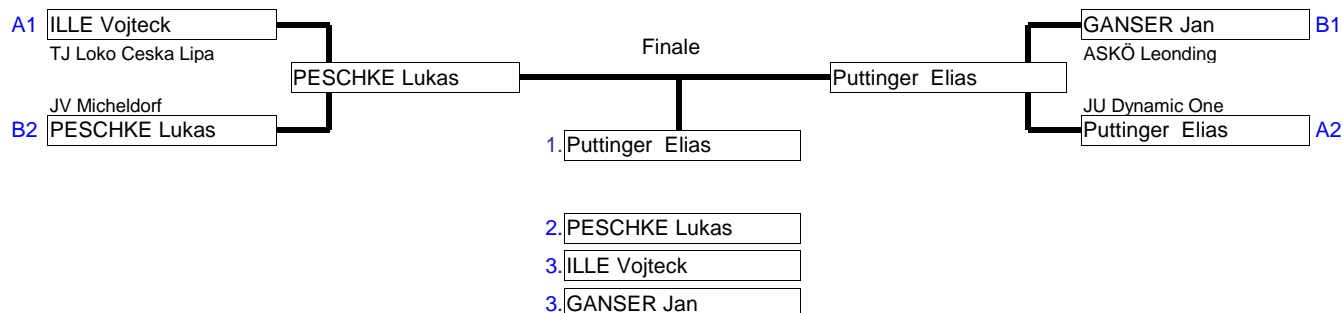 A1 ILLE Vojteck
GANSER Jan B1
TJ Loko Ceska Lipa
Finale
ASKÖ Leonding
PESCHKE Lukas
Puttinger Elias
JV Micheldorf
JU Dynamic One
B2 PESCHKE Lukas
Puttinger Elias A2
1. Puttinger Elias
2. PESCHKE Lukas
3. ILLE Vojteck
3. GANSER Jan